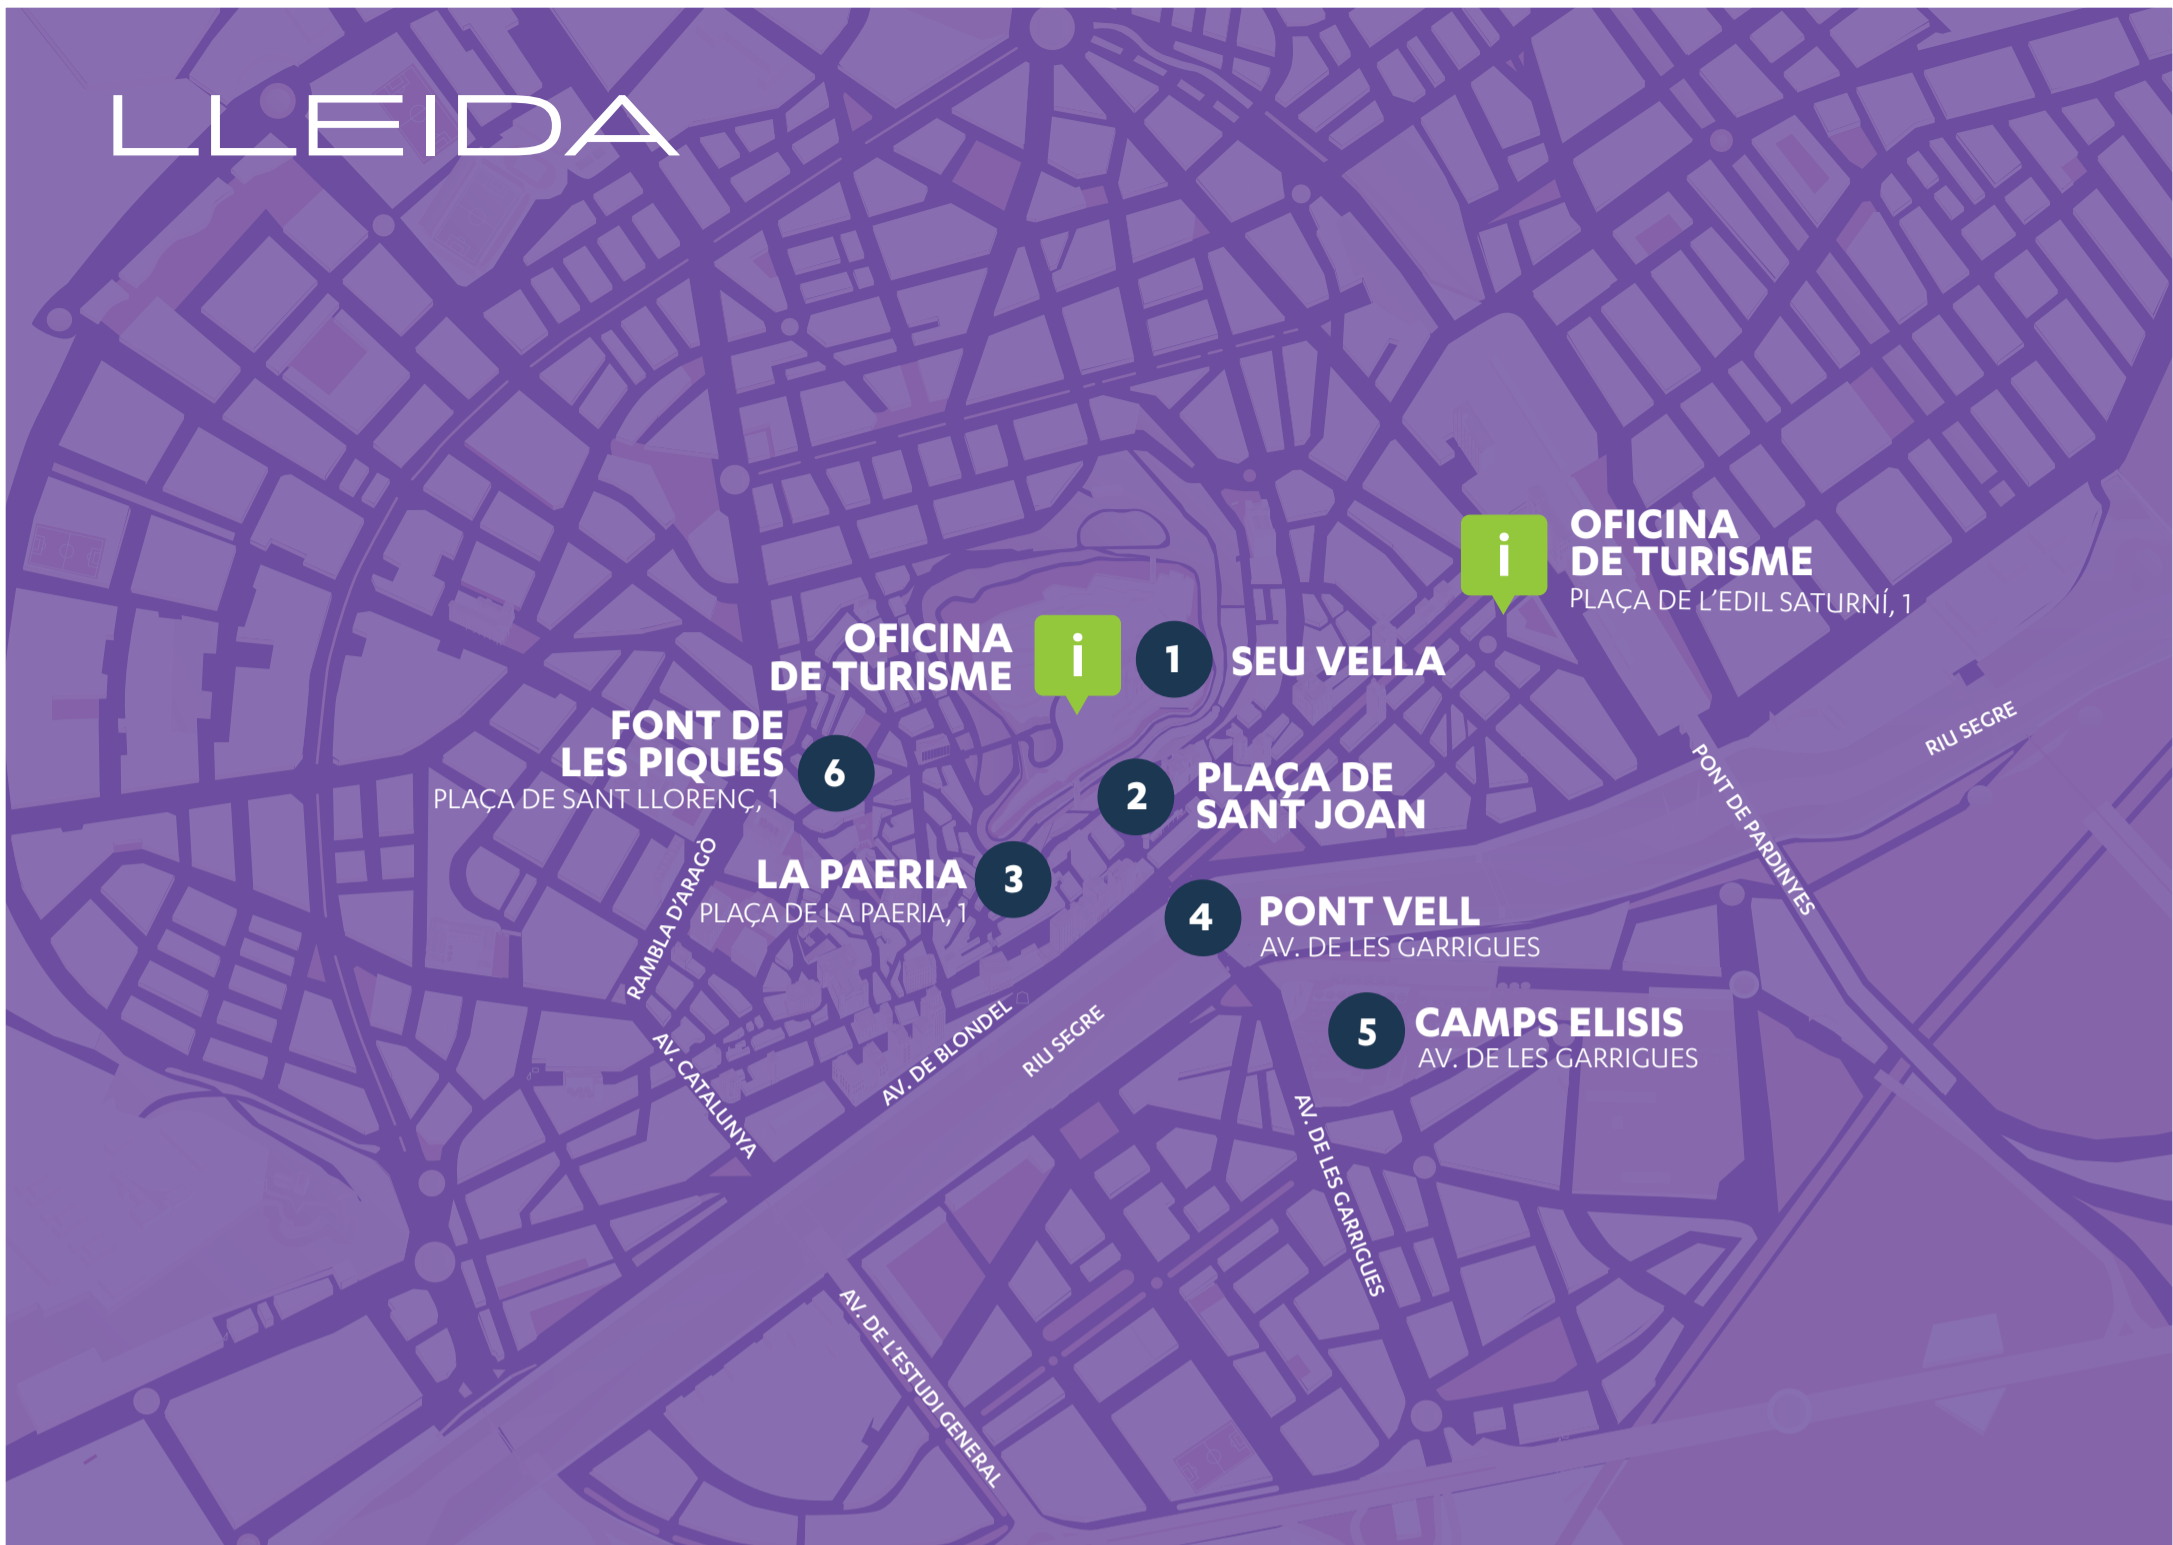 LLEIDA
OFICINA
DE TURISME
PLAÇA DE L'EDIL SATURNÍ, 1
i
OFICINA
DE TURISME
i
1
SEU VELLA
FONT DE
LES PIQUES
PLAÇA DE SANT LLORENÇ, 1
6
2
PLAÇA DE
SANT JOAN
LA PAERIA
PLAÇA DE LA PAERIA, 1
3
4
PONT VELL
AV. DE LES GARRIGUES
5
CAMPS ELISIS
AV. DE LES GARRIGUES
RIU SEGRE
PONT DE PARDINYES
RAMBLA D'ARAGÒ
AV. CATALUNYA
AV. DE BLONDEL
RIU SEGRE
AV. DE LES GARRIGUES
AV. DE L'ESTUDI GENERAL